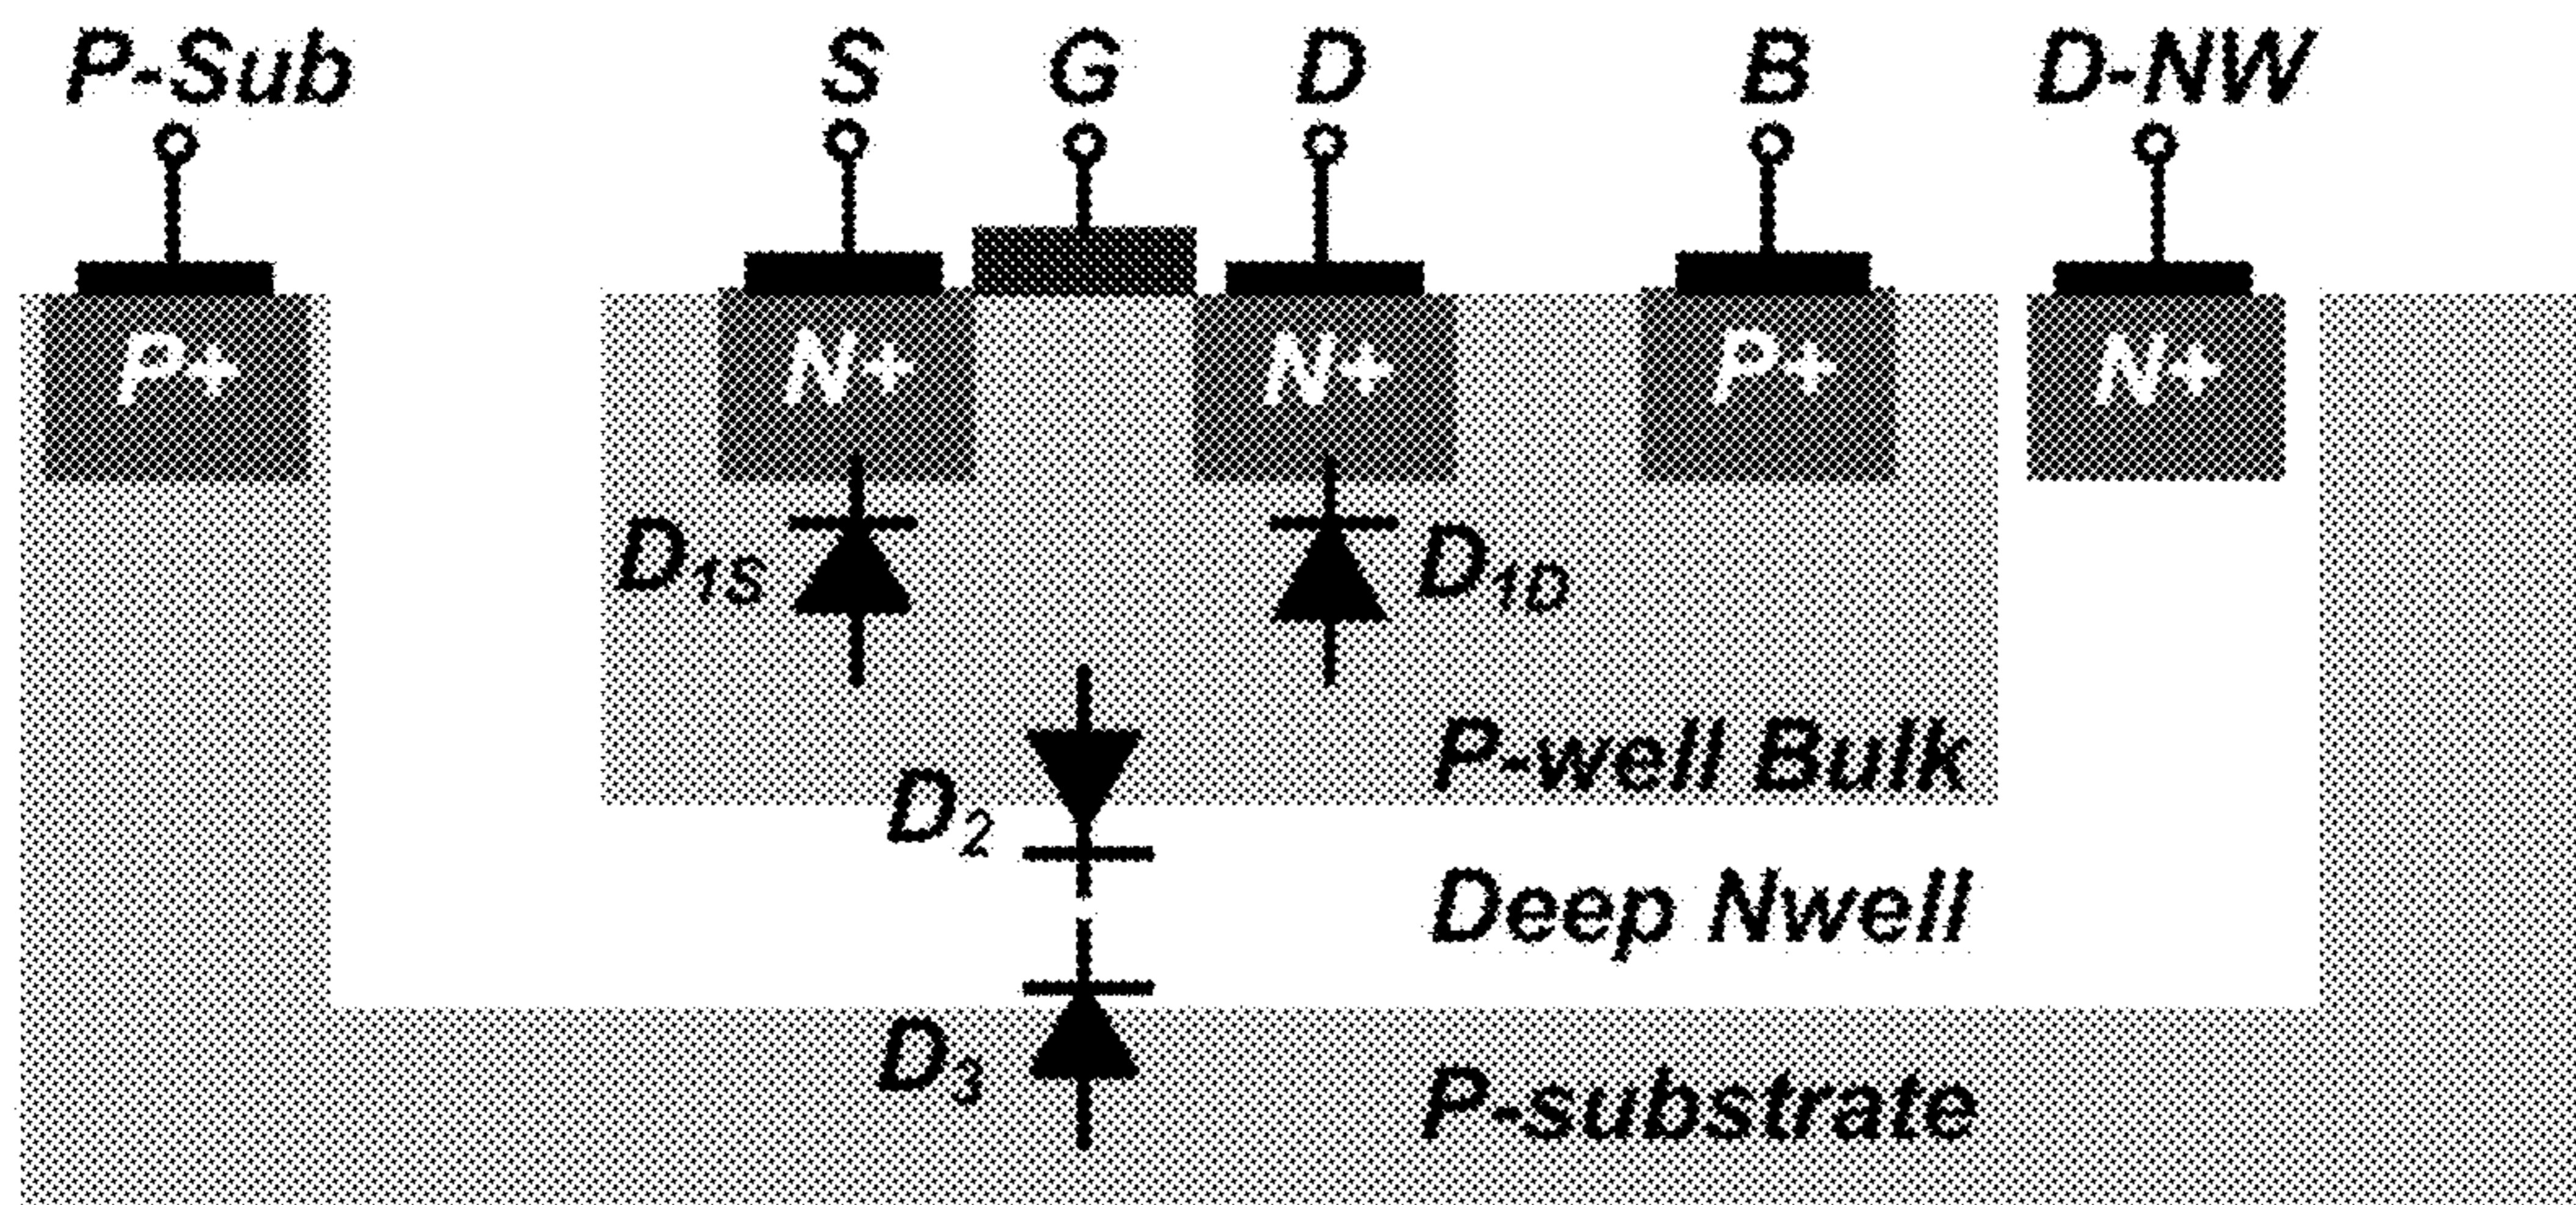 P-Sub S G D B D-NW
P+ N+ N+ P+ N+
D1S D1D
P-well Bulk
D2
Deep Nwell
D3
P-substrate